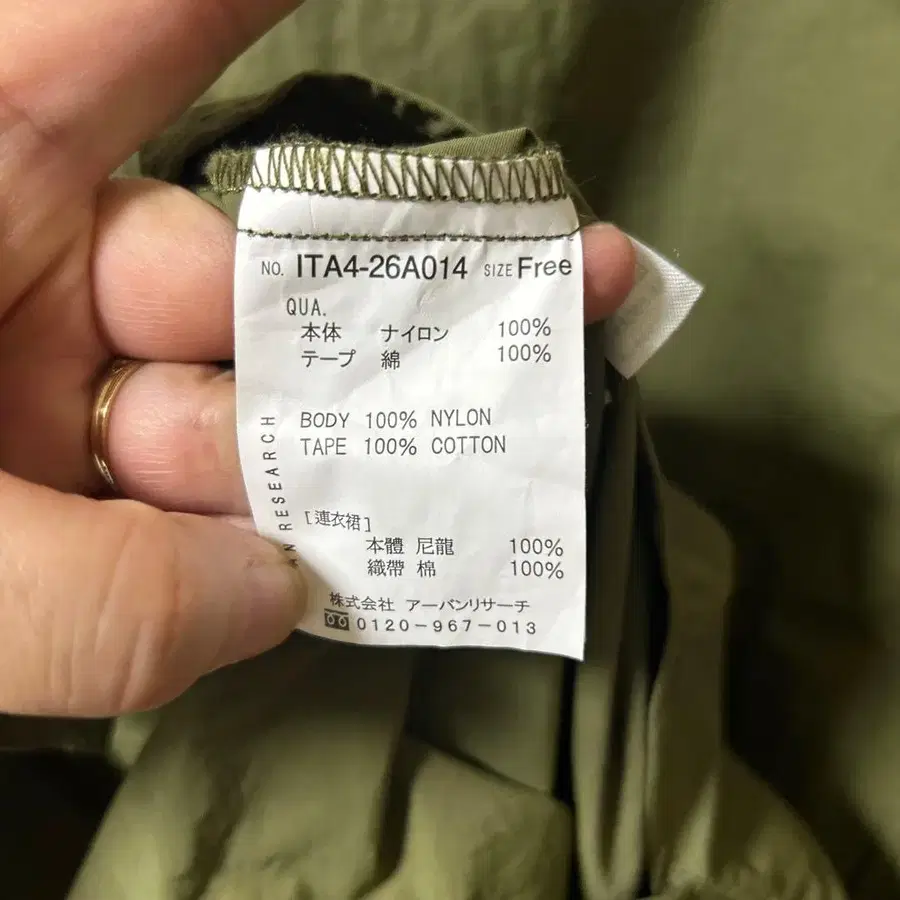 NO. ITA4-26A014 SIZE Free
QUA.
本体 ナイロン 100%
テープ 綿 100%
BODY 100% NYLON
TAPE 100% COTTON
[連衣裙]
本體 尼龍 100%
織帶 棉 100%
株式会社 アーバンリサーチ
0120-967-013
N RESEARCH